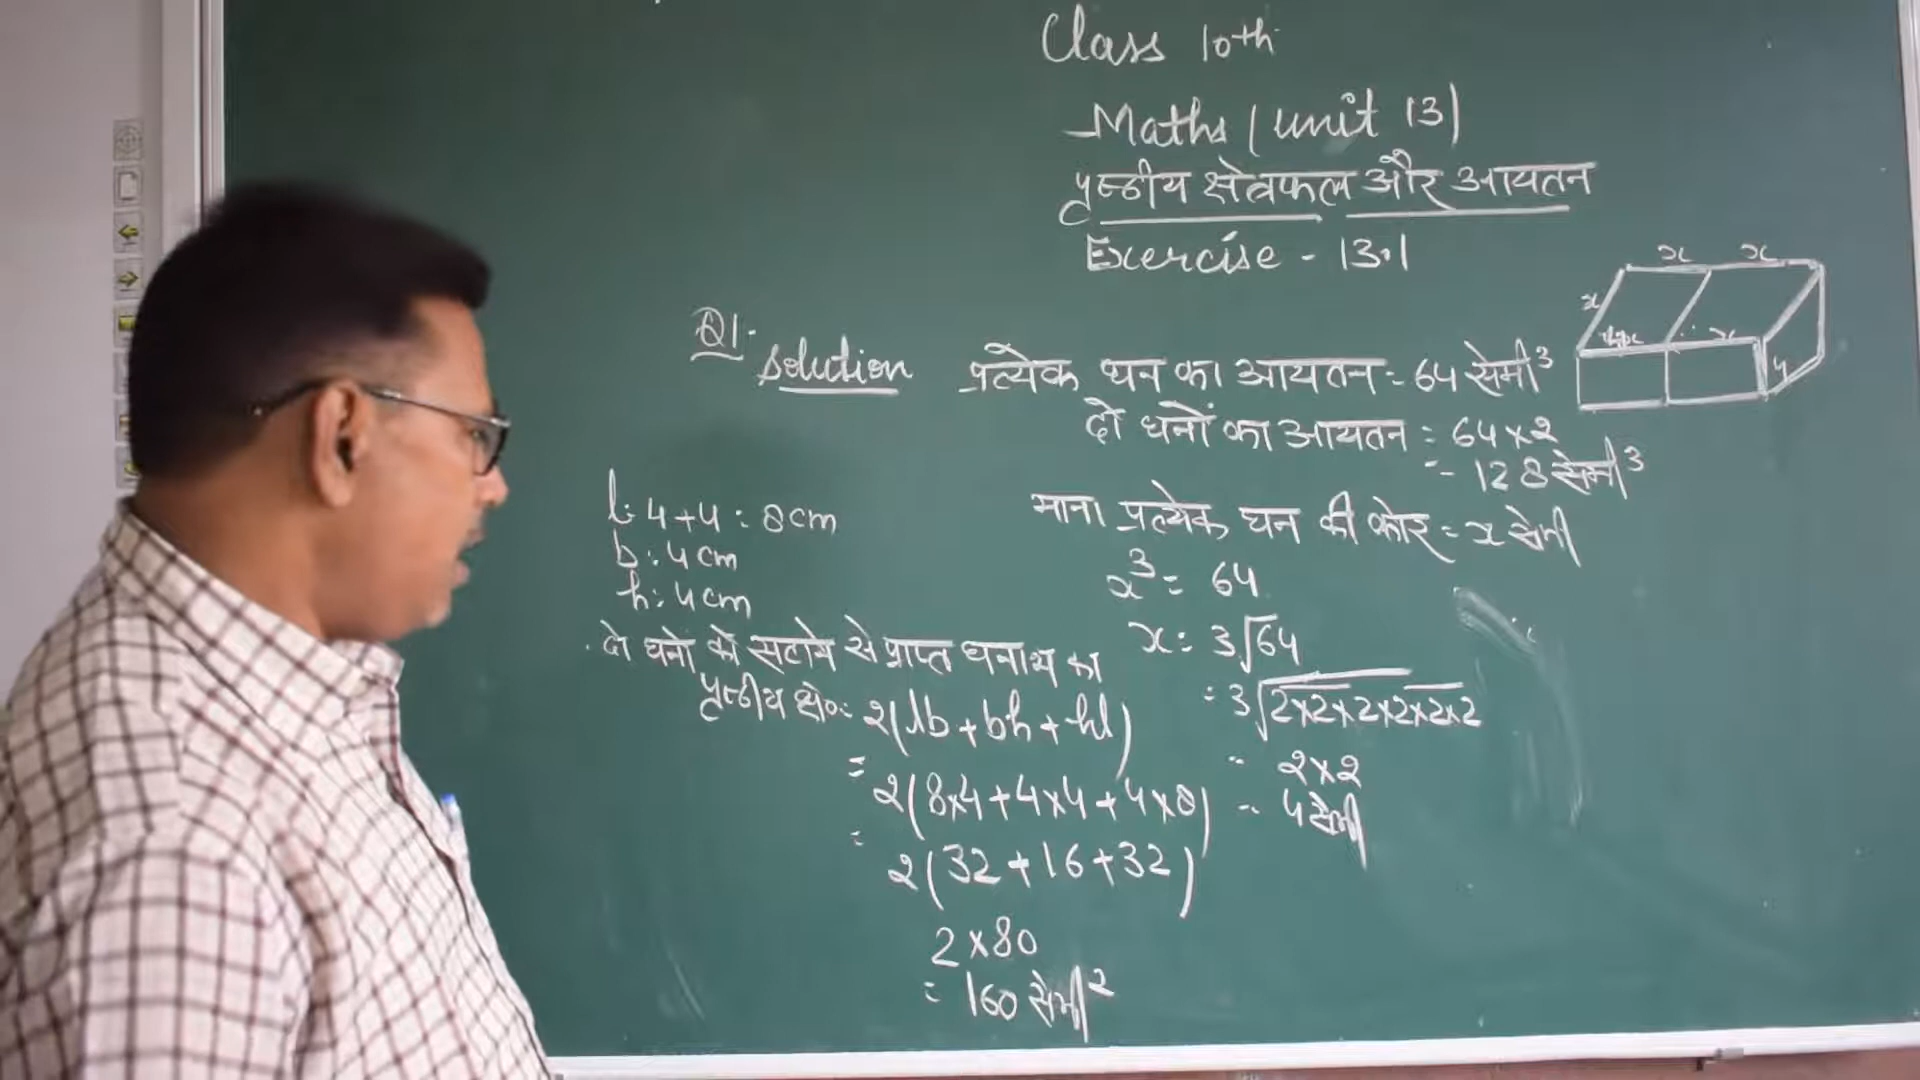 Class 10th
Maths (unit 13)
पृष्ठीय क्षेत्रफल और आयतन
Exercise - 13.1
x x
x
x
4
Q1.
Solution प्रत्येक घन का आयतन = 64 सेमी³
दो घनों का आयतन = 64×2
= 128 सेमी³
माना प्रत्येक घन की कोर = x सेमी
x³ = 64
x = 3√64
= 3√2×2×2×2×2×2
= 2×2
= 4 सेमी
l: 4+4 = 8cm
b: 4cm
h: 4cm
दो घनो को सटाने से प्राप्त घनाभ का
पृष्ठीय क्षे० = 2(lb+bh+hl)
= 2(8×4+4×4+4×8)
= 2(32+16+32)
2×80
= 160 सेमी²